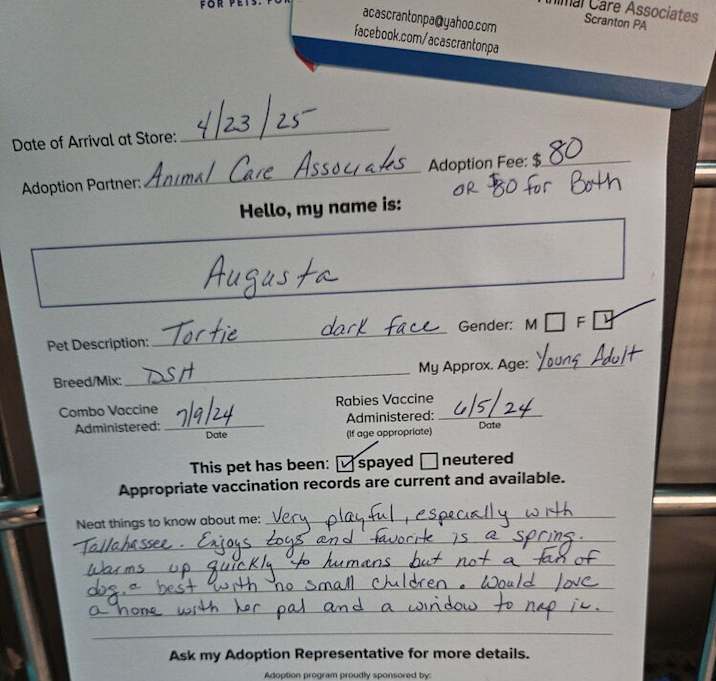 FOR PETS. FOR
Animal Care Associates
Scranton PA
acascrantonpa@yahoo.com
facebook.com/acascrantonpa
Date of Arrival at Store: 4/23/25
Adoption Partner: Animal Care Associates Adoption Fee: $ 80
OR $80 for Both
Hello, my name is:
Augusta
Pet Description: Tortie dark face Gender: M F
Breed/Mix: DSH My Approx. Age: Young Adult
Combo Vaccine Administered: 7/9/24 Date
Rabies Vaccine Administered: 6/5/24 Date
(If age appropriate)
This pet has been: spayed neutered
Appropriate vaccination records are current and available.
Neat things to know about me: Very playful, especially with
Tallahassee. Enjoys toys and favorite is a spring.
Warms up quickly to humans but not a fan of
dogs. best with no small children. Would love
a home with her pal and a window to nap in.
Ask my Adoption Representative for more details.
Adoption program proudly sponsored by: